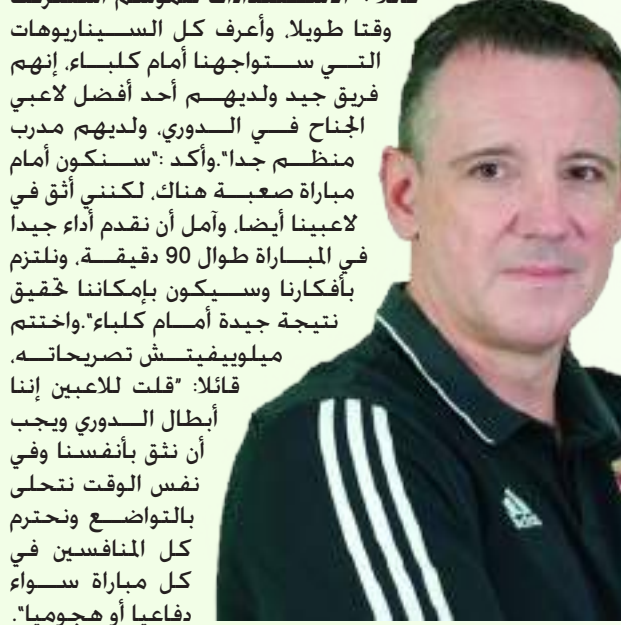 وقتا طويلا، وأعرف كل السيناريوهات
التي ستواجهنا أمام كلباء، إنهم
فريق جيد ولديهم أحد أفضل لاعبي
الجناح في الدوري، ولديهم مدرب
منظم جدا".وأكد :"سنكون أمام
مباراة صعبة هناك، لكنني أثق في
لاعبينا أيضا، وآمل أن نقدم أداء جيدا
في المباراة طوال 90 دقيقة، ونلتزم
بأفكارنا وسيكون بإمكاننا تحقيق
نتيجة جيدة أمام كلباء".واختتم
ميلوييفيتش تصريحاته،
قائلا: "قلت للاعبين إننا
أبطال الدوري ويجب
أن نثق بأنفسنا وفي
نفس الوقت نتحلى
بالتواضع ونحترم
كل المنافسين في
كل مباراة سواء
دفاعيا أو هجوميا".